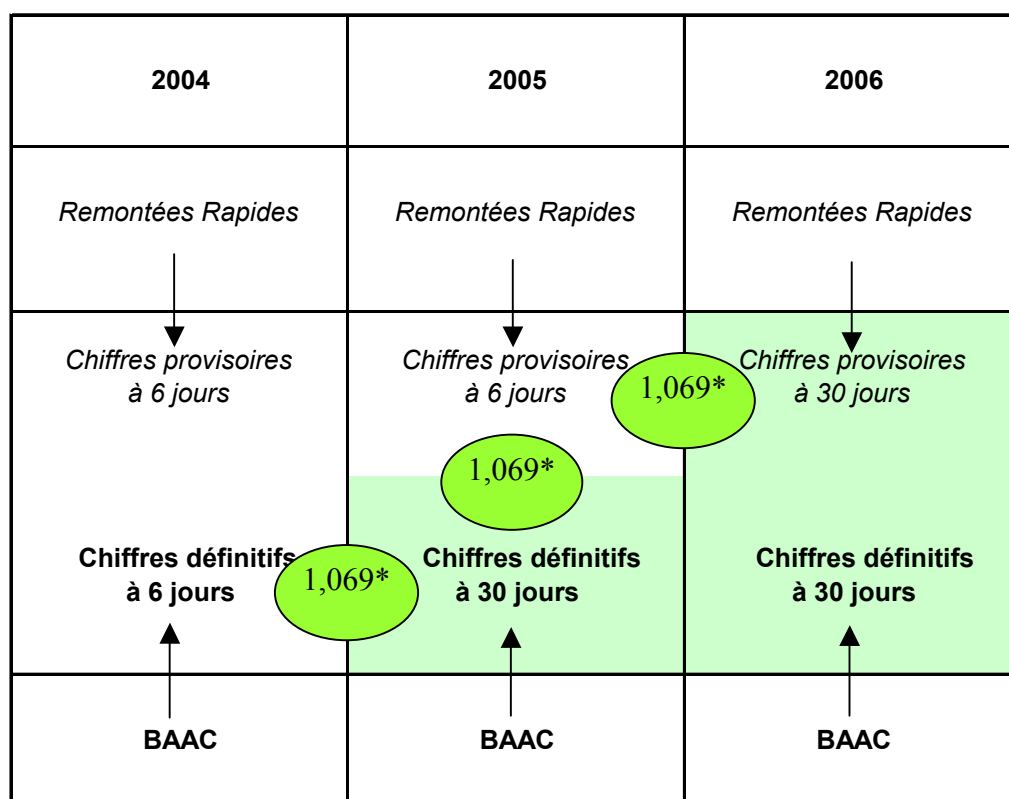 2004
2005
2006
Remontées Rapides
Remontées Rapides
Remontées Rapides
Chiffres provisoires
à 6 jours
Chiffres provisoires
à 6 jours
1,069*
Chiffres provisoires
à 30 jours
1,069*
Chiffres définitifs
à 6 jours
1,069*
Chiffres définitifs
à 30 jours
Chiffres définitifs
à 30 jours
BAAC
BAAC
BAAC